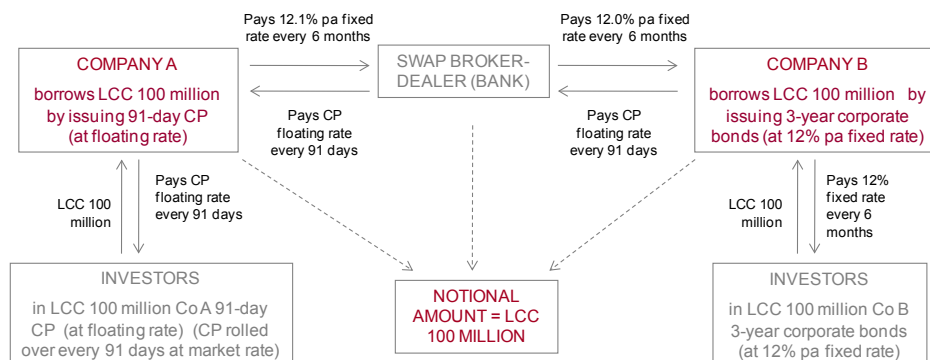 Pays 12.1% pa fixed
rate every 6 months
Pays 12.0% pa fixed
rate every 6 months
COMPANY A
borrows LCC 100 million
by issuing 91-day CP
(at floating rate)
SWAP BROKER-
DEALER (BANK)
COMPANY B
borrows LCC 100 million by
issuing 3-year corporate
bonds (at 12% pa fixed rate)
Pays CP
floating rate
every 91 days
Pays CP
floating rate
every 91 days
LCC 100
million
Pays CP
floating rate
every 91 days
LCC 100
million
Pays 12%
fixed rate
every 6
months
INVESTORS
in LCC 100 million Co A 91-day
CP (at floating rate) (CP rolled
over every 91 days at market rate)
NOTIONAL
AMOUNT = LCC
100 MILLION
INVESTORS
in LCC 100 million Co B
3-year corporate bonds
(at 12% pa fixed rate)